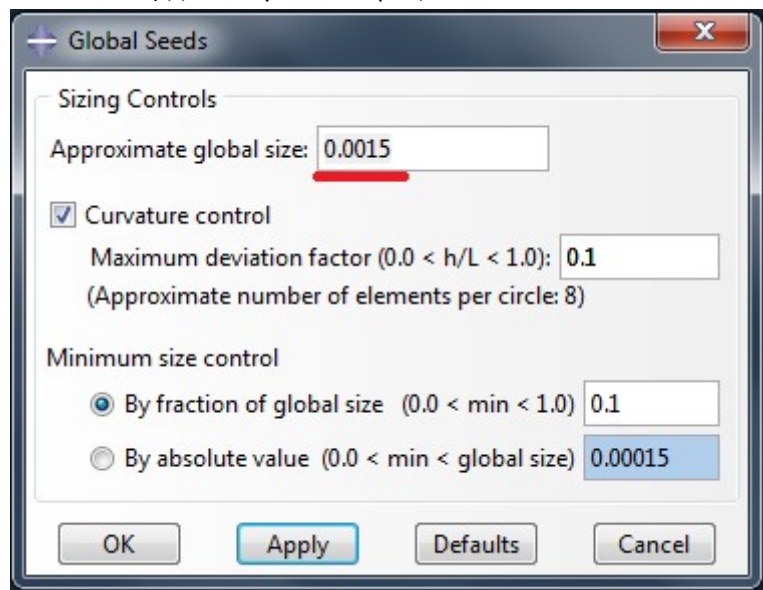 Global Seeds
Sizing Controls
Approximate global size: 0.0015
Curvature control
Maximum deviation factor (0.0 < h/L < 1.0): 0.1
(Approximate number of elements per circle: 8)
Minimum size control
By fraction of global size (0.0 < min < 1.0) 0.1
By absolute value (0.0 < min < global size) 0.00015
OK Apply Defaults Cancel